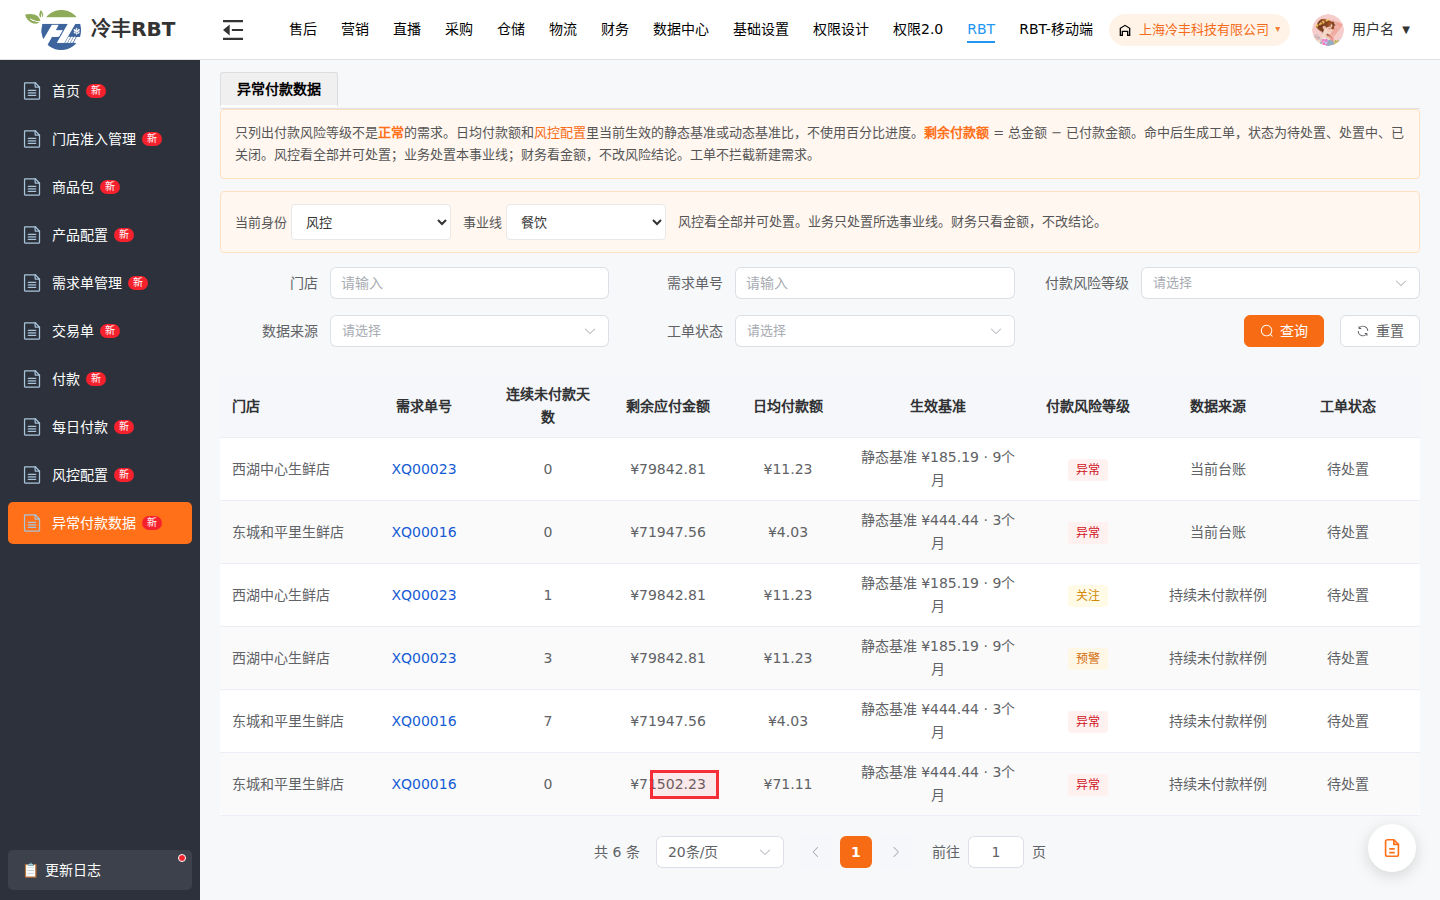 冷丰RBT
售后 营销 直播 采购 仓储 物流 财务 数据中心 基础设置 权限设计 权限2.0 RBT RBT-移动端 上海冷丰科技有限公司 ▾ 用户名 ▼
首页 新
门店准入管理 新
商品包 新
产品配置 新
需求单管理 新
交易单 新
付款 新
每日付款 新
风控配置 新
异常付款数据 新
更新日志
异常付款数据
只列出付款风险等级不是正常的需求。日均付款额和风控配置里当前生效的静态基准或动态基准比，不使用百分比进度。剩余付款额 = 总金额 − 已付款金额。命中后生成工单，状态为待处置、处置中、已
关闭。风控看全部并可处置；业务处置本事业线；财务看金额，不改风险结论。工单不拦截新建需求。
当前身份 风控 事业线 餐饮 风控看全部并可处置。业务只处置所选事业线。财务只看金额，不改结论。
门店 请输入 需求单号 请输入 付款风险等级 请选择
数据来源 请选择 工单状态 请选择 查询 重置
门店 需求单号 连续未付款天数 剩余应付金额 日均付款额 生效基准 付款风险等级 数据来源 工单状态
西湖中心生鲜店 XQ00023 0 ¥79842.81 ¥11.23 静态基准 ¥185.19 · 9个月 异常 当前台账 待处置
东城和平里生鲜店 XQ00016 0 ¥71947.56 ¥4.03 静态基准 ¥444.44 · 3个月 异常 当前台账 待处置
西湖中心生鲜店 XQ00023 1 ¥79842.81 ¥11.23 静态基准 ¥185.19 · 9个月 关注 持续未付款样例 待处置
西湖中心生鲜店 XQ00023 3 ¥79842.81 ¥11.23 静态基准 ¥185.19 · 9个月 预警 持续未付款样例 待处置
东城和平里生鲜店 XQ00016 7 ¥71947.56 ¥4.03 静态基准 ¥444.44 · 3个月 异常 持续未付款样例 待处置
东城和平里生鲜店 XQ00016 0 ¥71502.23 ¥71.11 静态基准 ¥444.44 · 3个月 异常 持续未付款样例 待处置
共 6 条 20条/页 1 前往 1 页